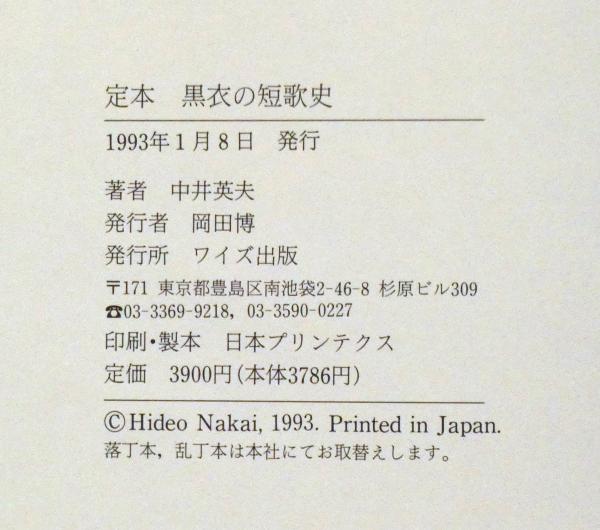 定本　黒衣の短歌史
1993年1月8日　発行
著者　中井英夫
発行者　岡田博
発行所　ワイズ出版
〒171 東京都豊島区南池袋2-46-8 杉原ビル309
☎03-3369-9218, 03-3590-0227
印刷・製本　日本プリンテクス
定価　3900円(本体3786円)
©Hideo Nakai, 1993. Printed in Japan.
落丁本，乱丁本は本社にてお取替えします。